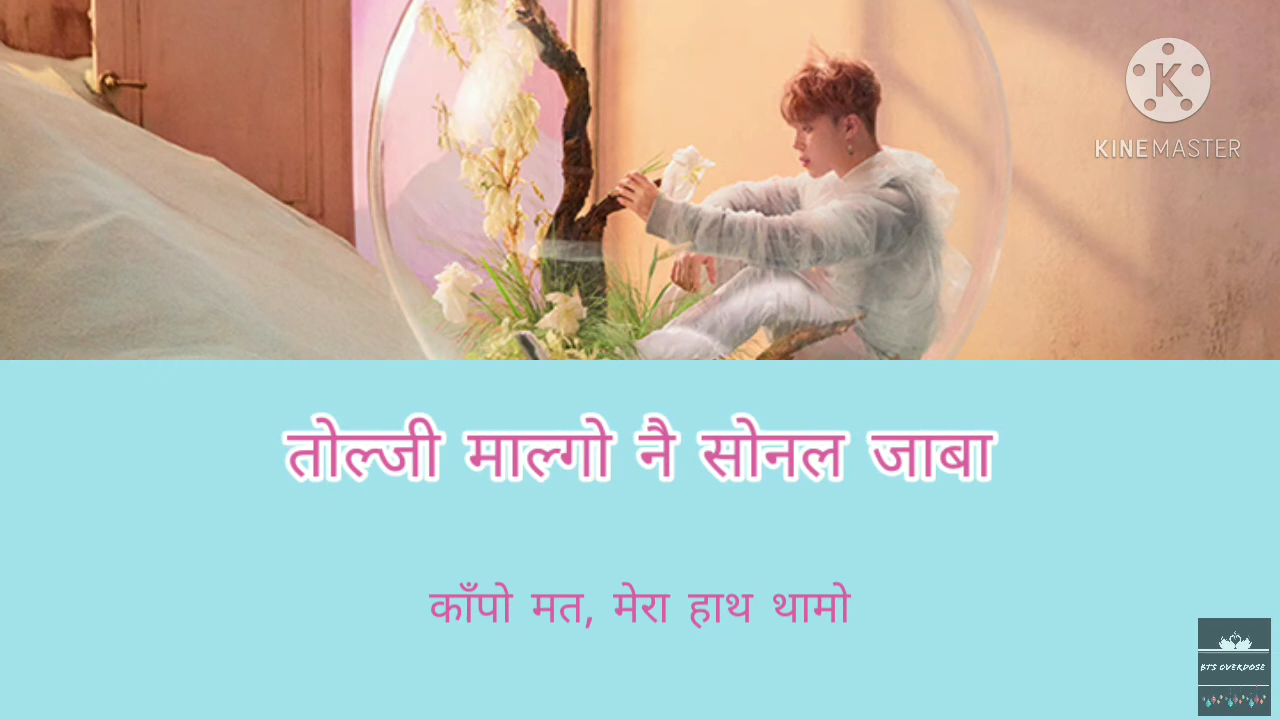 K
KINEMASTER
तोल्जी माल्गो नै सोनल जाबा
काँपो मत, मेरा हाथ थामो
BTS OVERDOSE